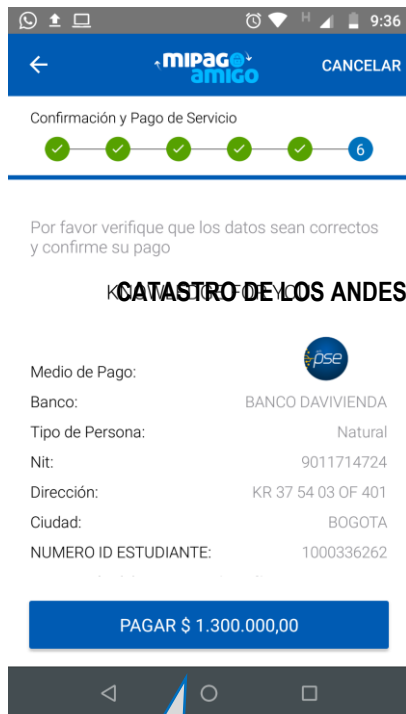 9:36
MIPAGO
AMIGO
CANCELAR
Confirmación y Pago de Servicio
6
Por favor verifique que los datos sean correctos
y confirme su pago
CATASTRO DE LOS ANDES
pse
Medio de Pago:
Banco: BANCO DAVIVIENDA
Tipo de Persona: Natural
Nit: 9011714724
Dirección: KR 37 54 03 OF 401
Ciudad: BOGOTA
NUMERO ID ESTUDIANTE: 1000336262
PAGAR $ 1.300.000,00